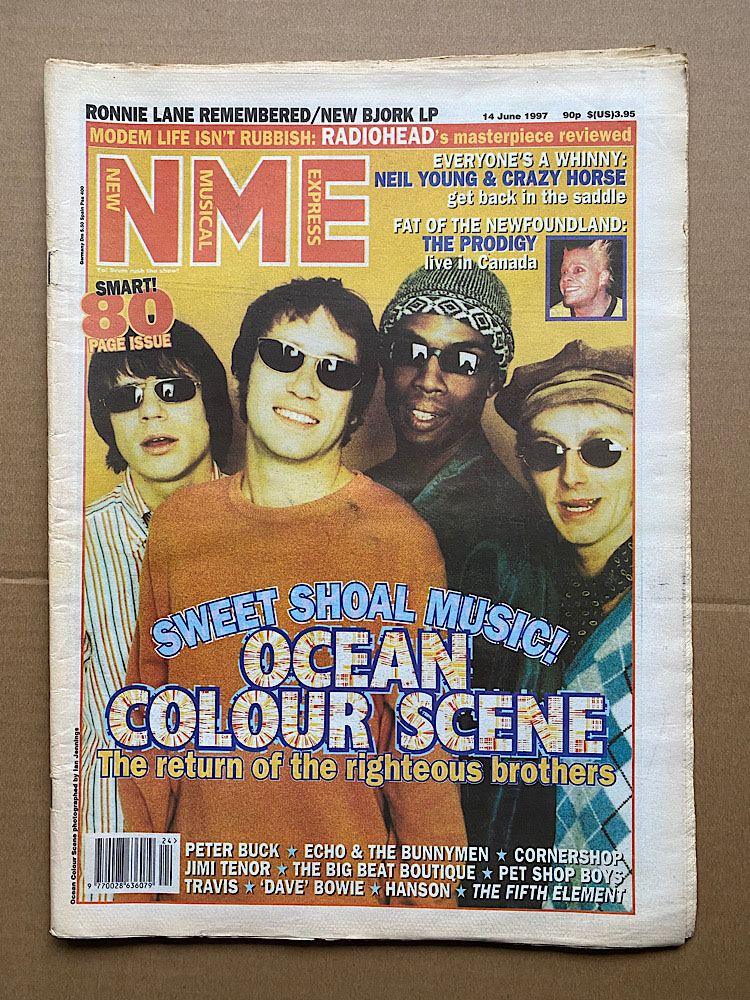 RONNIE LANE REMEMBERED/NEW BJORK LP
14 June 1997 90p $(US)3.95
MODEM LIFE ISN'T RUBBISH: RADIOHEAD's masterpiece reviewed
NME
NEW
MUSICAL
EXPRESS
EVERYONE'S A WHINNY:
NEIL YOUNG & CRAZY HORSE
get back in the saddle
FAT OF THE NEWFOUNDLAND:
THE PRODIGY
live in Canada
SMART!
80
PAGE ISSUE
SWEET SHOAL MUSIC!
OCEAN
COLOUR SCENE
The return of the righteous brothers
Ocean Colour Scene photographed by Ian Jennings
24>
9 770028 636079
PETER BUCK ★ ECHO & THE BUNNYMEN ★ CORNERSHOP
JIMI TENOR ★ THE BIG BEAT BOUTIQUE ★ PET SHOP BOYS
TRAVIS ★ 'DAVE' BOWIE ★ HANSON ★ THE FIFTH ELEMENT